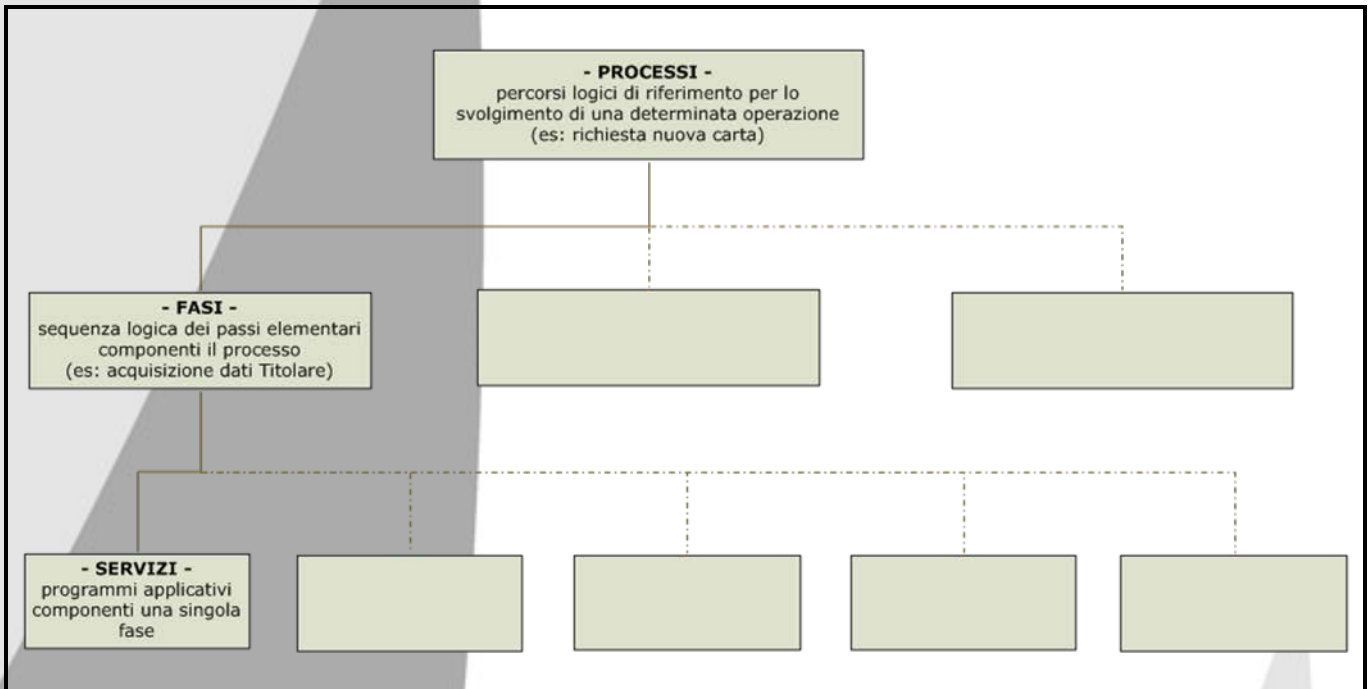 - PROCESSI -
percorsi logici di riferimento per lo
svolgimento di una determinata operazione
(es: richiesta nuova carta)
- FASI -
sequenza logica dei passi elementari
componenti il processo
(es: acquisizione dati Titolare)
- SERVIZI -
programmi applicativi
componenti una singola
fase